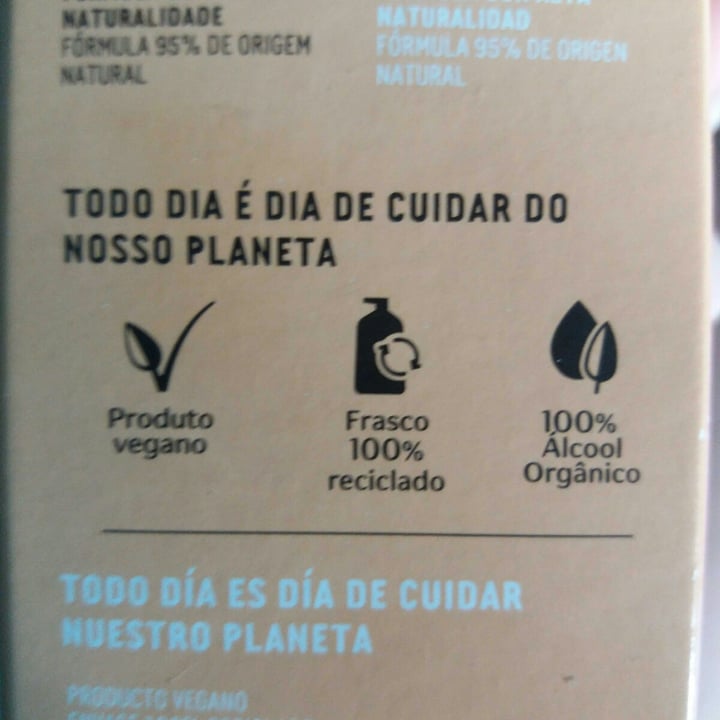 NATURALIDADE
FÓRMULA 95% DE ORIGEM
NATURAL
NATURALIDAD
FÓRMULA 95% DE ORIGEN
NATURAL
TODO DIA É DIA DE CUIDAR DO
NOSSO PLANETA
Produto
vegano
Frasco
100%
reciclado
100%
Álcool
Orgânico
TODO DÍA ES DÍA DE CUIDAR
NUESTRO PLANETA
PRODUCTO VEGANO